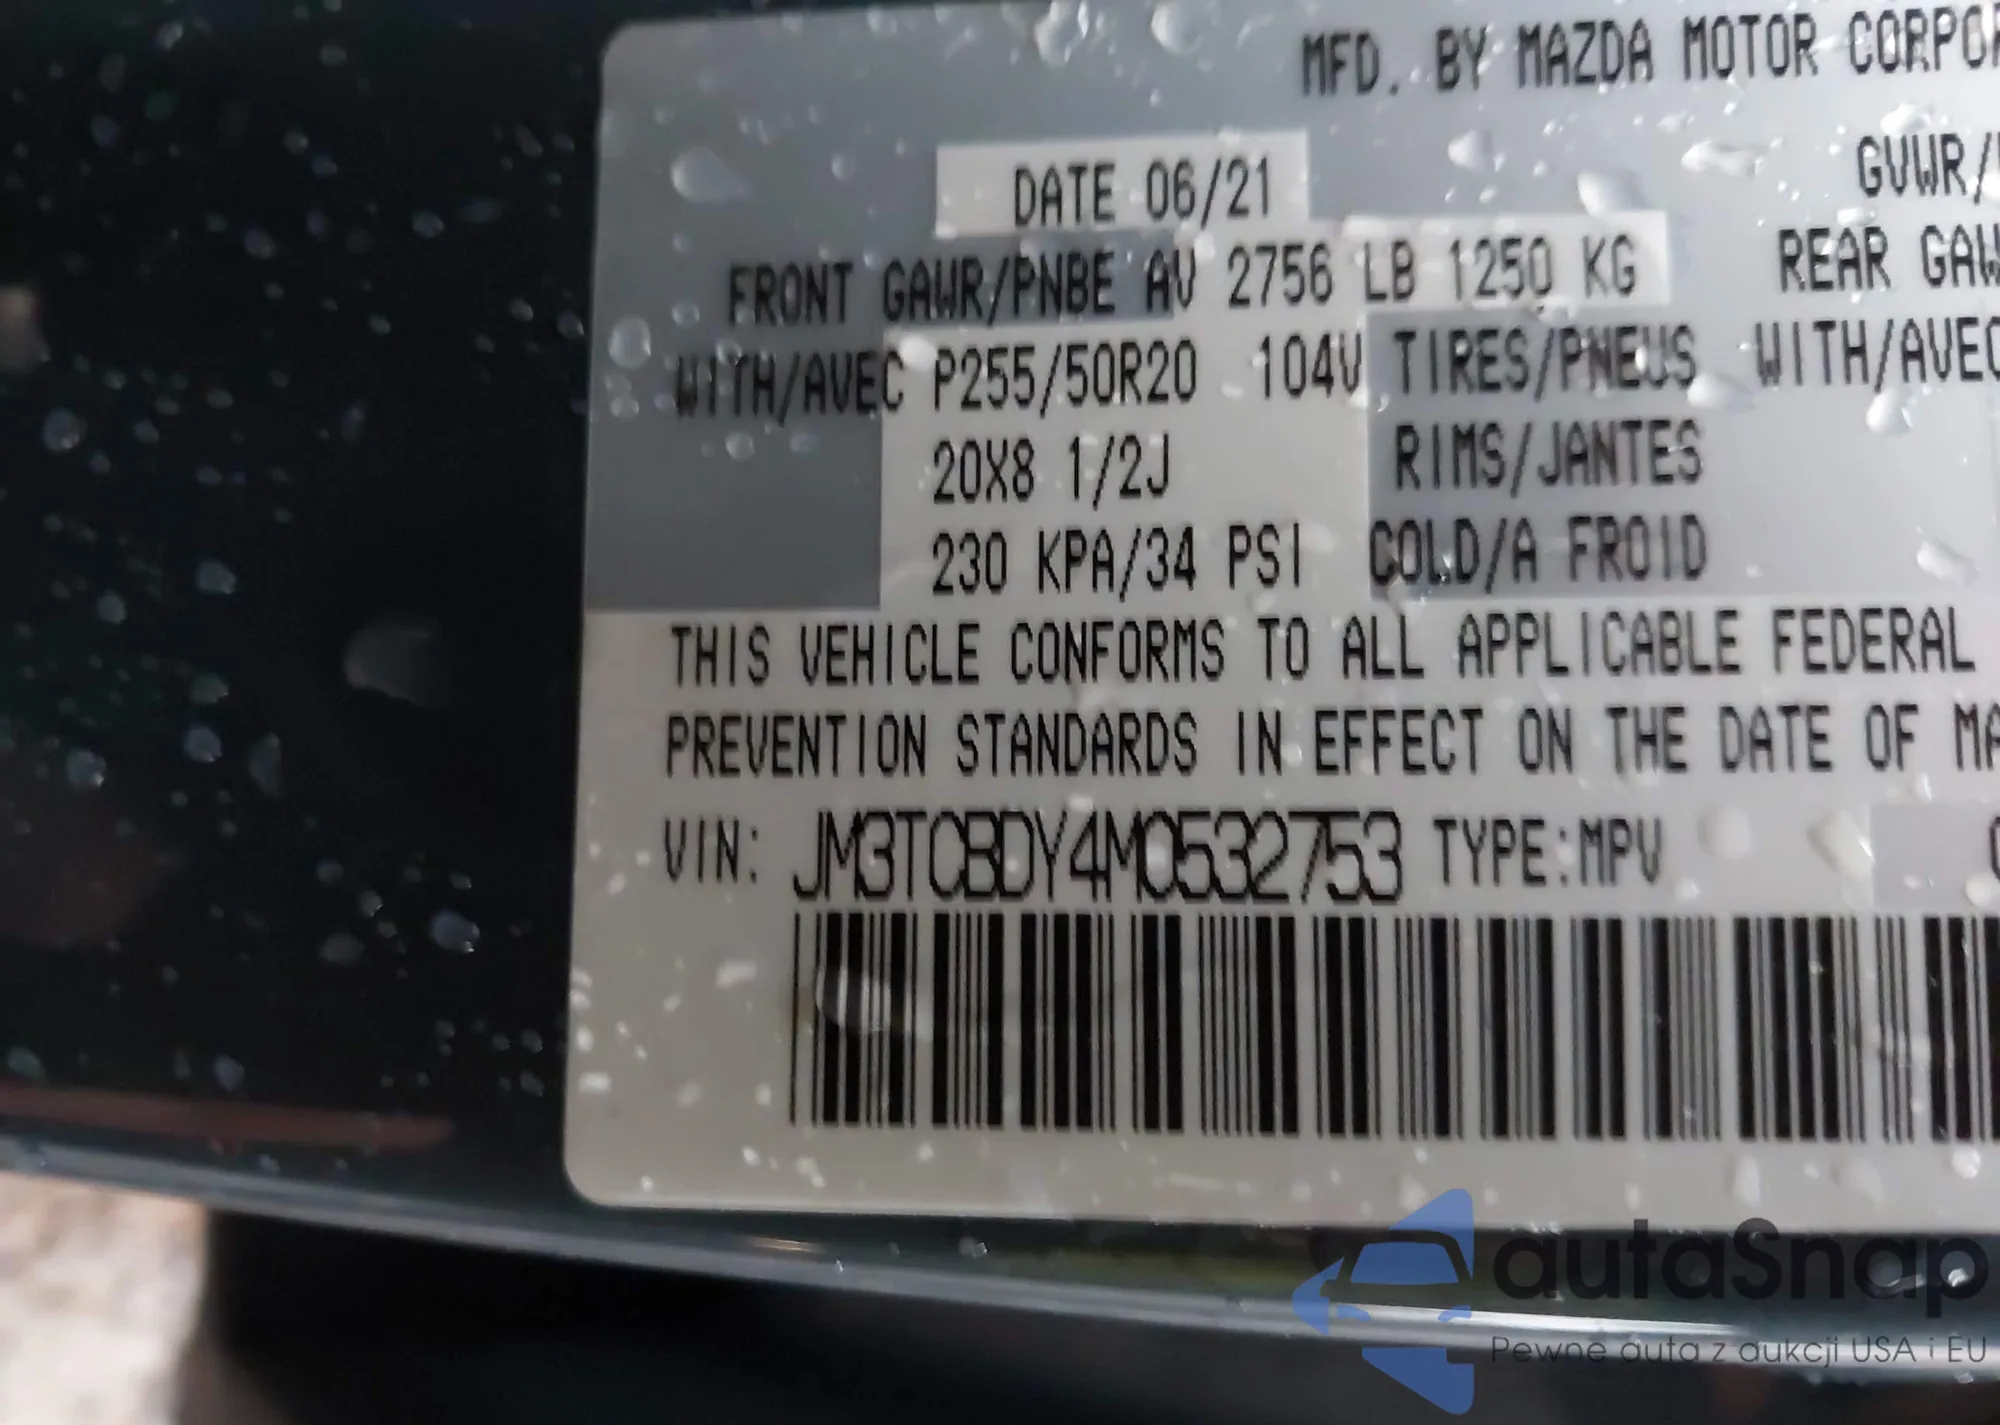 MFD. BY MAZDA MOTOR
DATE 06/21 GVWR/
FRONT GAWR/PNBE AV 2756 LB 1250 KG REAR
WITH/AVEC P255/50R20 104V TIRES/PNEUS WITH/AVEC
20X8 1/2J RIMS/JANTES
230 KPA/34 PSI COLD/A FROID
THIS VEHICLE CONFORMS TO ALL APPLICABLE FEDERAL
PREVENTION STANDARDS IN EFFECT ON THE DATE OF
VIN: JM3TCBDY4M0532753 TYPE:MPV
autaSnap
Pewne auta z aukcji USA i EU